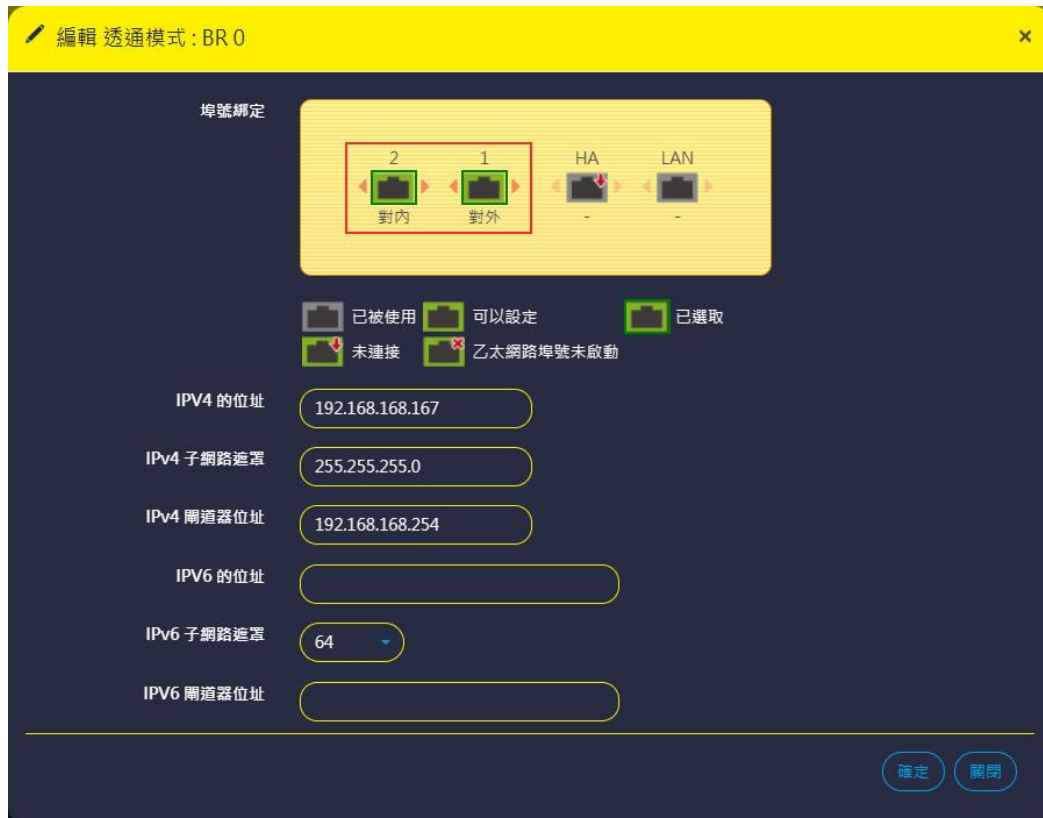 編輯 透通模式 : BR 0
埠號綁定
2 1 HA LAN
對內 對外 - -
已被使用 可以設定 已選取
未連接 乙太網路埠號未啟動
IPV4 的位址 192.168.168.167
IPv4 子網路遮罩 255.255.255.0
IPv4 閘道器位址 192.168.168.254
IPV6 的位址
IPv6 子網路遮罩 64
IPV6 閘道器位址
確定 關閉